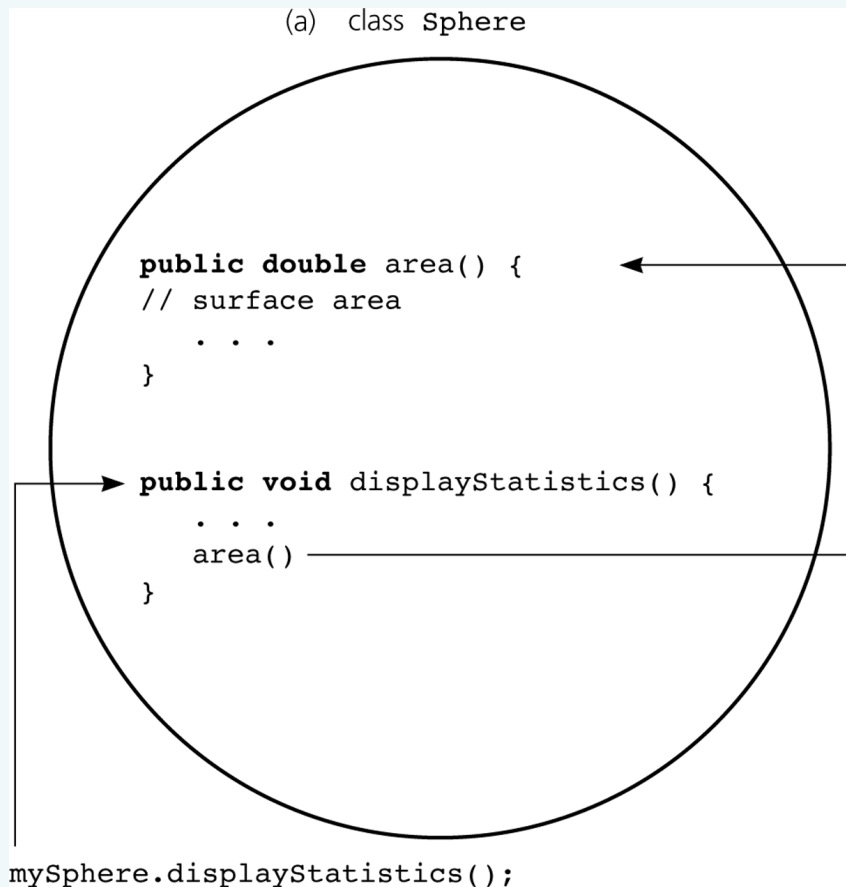 (a) class Sphere
public double area() {
// surface area
. . .
}
public void displayStatistics() {
. . .
area()
}
mySphere.displayStatistics();